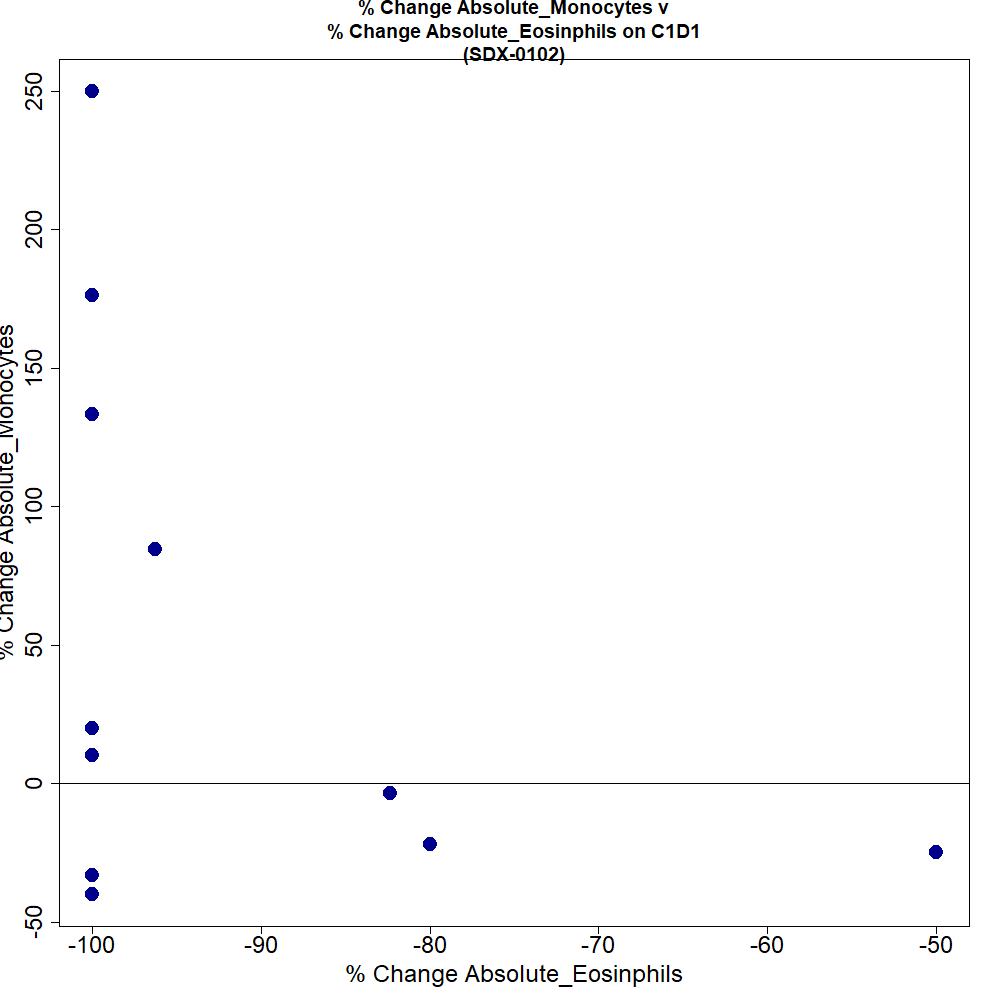 % Change Absolute_Monocytes v
% Change Absolute_Eosinphils on C1D1
(SDX-0102)
% Change Absolute_Monocytes
250
200
150
100
50
0
-50
-100
-90
-80
-70
-60
-50
% Change Absolute_Eosinphils